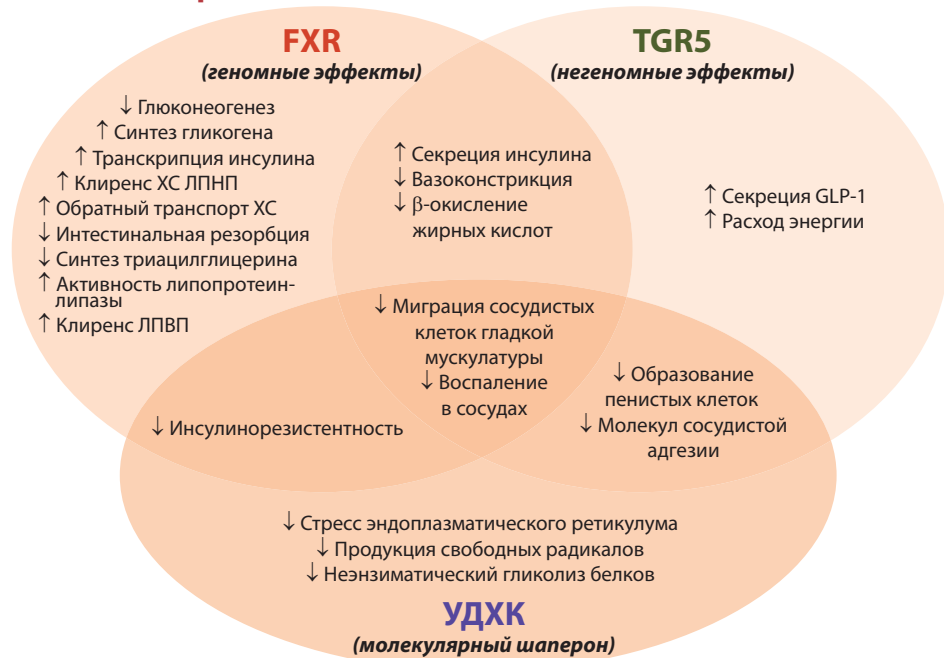 FXR
(геномные эффекты)
↓ Глюконеогенез
↑ Синтез гликогена
↑ Транскрипция инсулина
↑ Клиренс ХС ЛПНП
↑ Обратный транспорт ХС
↓ Интестинальная резорбция
↓ Синтез триацилглицерина
↑ Активность липопротеин-
липазы
↑ Клиренс ЛПВП
TGR5
(негеномные эффекты)
↑ Секреция инсулина
↓ Вазоконстрикция
↓ β-окисление
жирных кислот
↑ Секреция GLP-1
↑ Расход энергии
↓ Миграция сосудистых
клеток гладкой
мускулатуры
↓ Воспаление
в сосудах
↓ Образование
пенистых клеток
↓ Молекул сосудистой
адгезии
↓ Инсулинорезистентность
↓ Стресс эндоплазматического ретикулума
↓ Продукция свободных радикалов
↓ Неэнзиматический гликолиз белков
УДХК
(молекулярный шаперон)